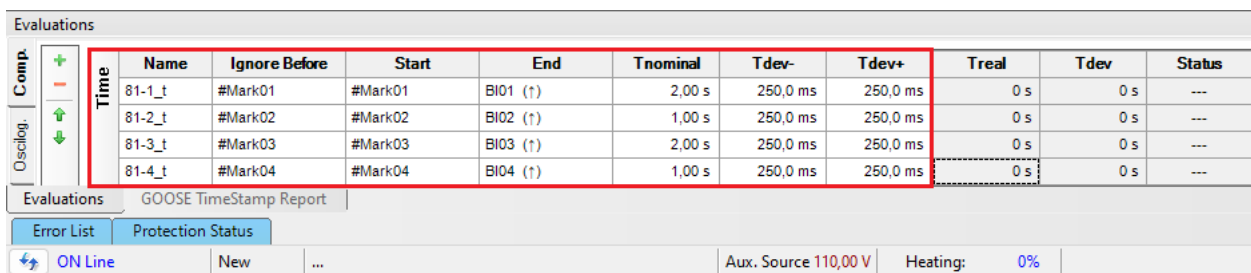 Evaluations
Comp.
Oscilog.
Time
Name Ignore Before Start End Tnominal Tdev- Tdev+ Treal Tdev Status
81-1_t #Mark01 #Mark01 BI01 (↑) 2,00 s 250,0 ms 250,0 ms 0 s 0 s ---
81-2_t #Mark02 #Mark02 BI02 (↑) 1,00 s 250,0 ms 250,0 ms 0 s 0 s ---
81-3_t #Mark03 #Mark03 BI03 (↑) 2,00 s 250,0 ms 250,0 ms 0 s 0 s ---
81-4_t #Mark04 #Mark04 BI04 (↑) 1,00 s 250,0 ms 250,0 ms 0 s 0 s ---
Evaluations GOOSE TimeStamp Report
Error List Protection Status
ON Line New ... Aux. Source 110,00 V Heating: 0%